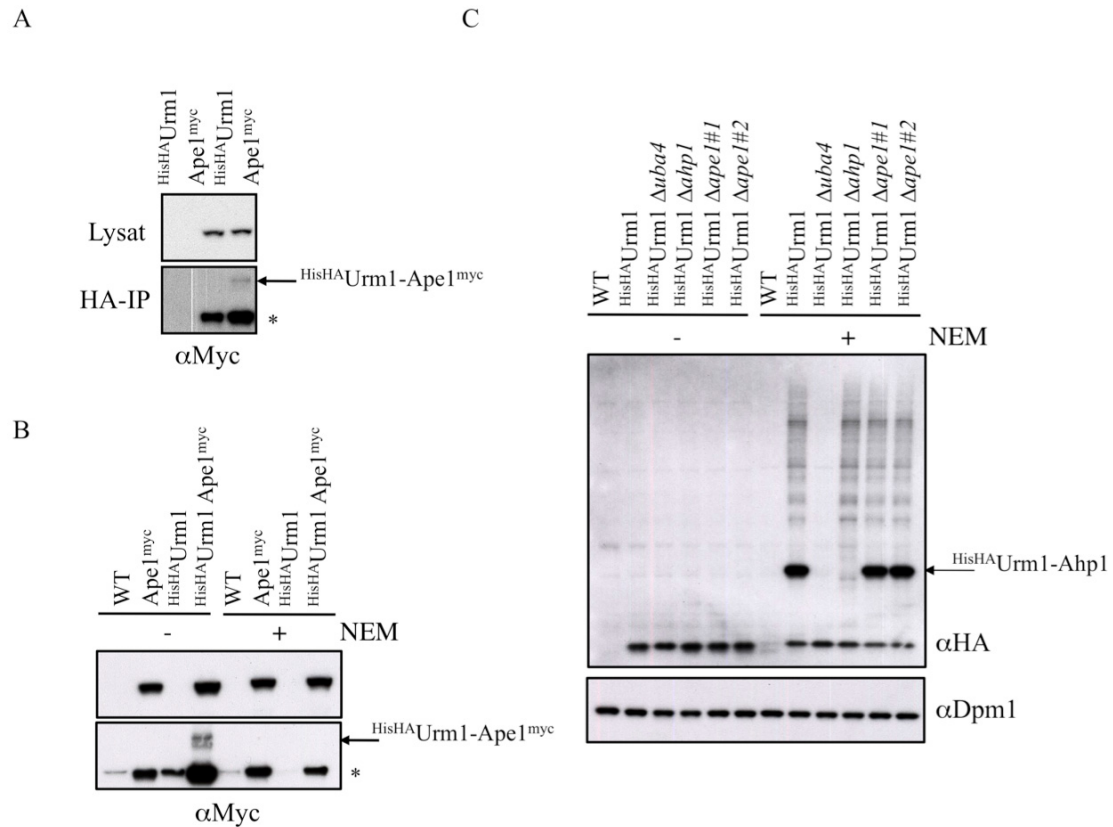 A
HisHAUrm1
Ape1myc
HisHAUrm1 Ape1myc
Lysat
HA-IP
HisHAUrm1-Ape1myc
*
αMyc
B
WT
Ape1myc
HisHAUrm1
HisHAUrm1 Ape1myc
WT
Ape1myc
HisHAUrm1
HisHAUrm1 Ape1myc
- + NEM
HisHAUrm1-Ape1myc
*
αMyc
C
WT
HisHAUrm1
HisHAUrm1 Δuba4
HisHAUrm1 Δahp1
HisHAUrm1 Δape1#1
HisHAUrm1 Δape1#2
WT
HisHAUrm1
HisHAUrm1 Δuba4
HisHAUrm1 Δahp1
HisHAUrm1 Δape1#1
HisHAUrm1 Δape1#2
- + NEM
HisHAUrm1-Ahp1
αHA
αDpm1